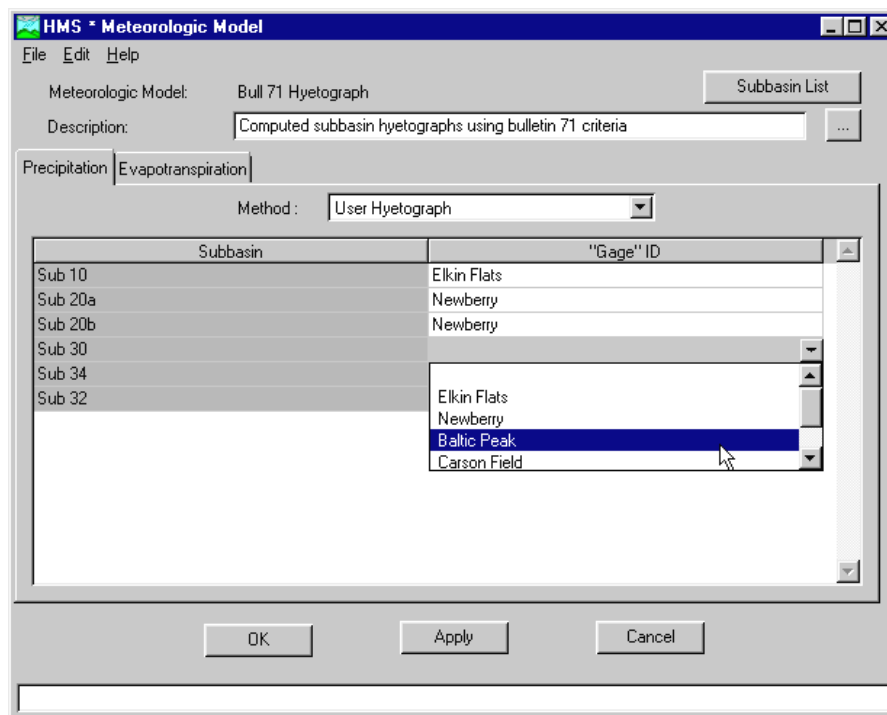 HMS * Meteorologic Model
File Edit Help
Meteorologic Model: Bull 71 Hyetograph Subbasin List
Description: Computed subbasin hyetographs using bulletin 71 criteria ...
Precipitation Evapotranspiration
Method : User Hyetograph
Subbasin "Gage" ID
Sub 10 Elkin Flats
Sub 20a Newberry
Sub 20b Newberry
Sub 30
Sub 34
Sub 32
Elkin Flats
Newberry
Baltic Peak
Carson Field
OK Apply Cancel